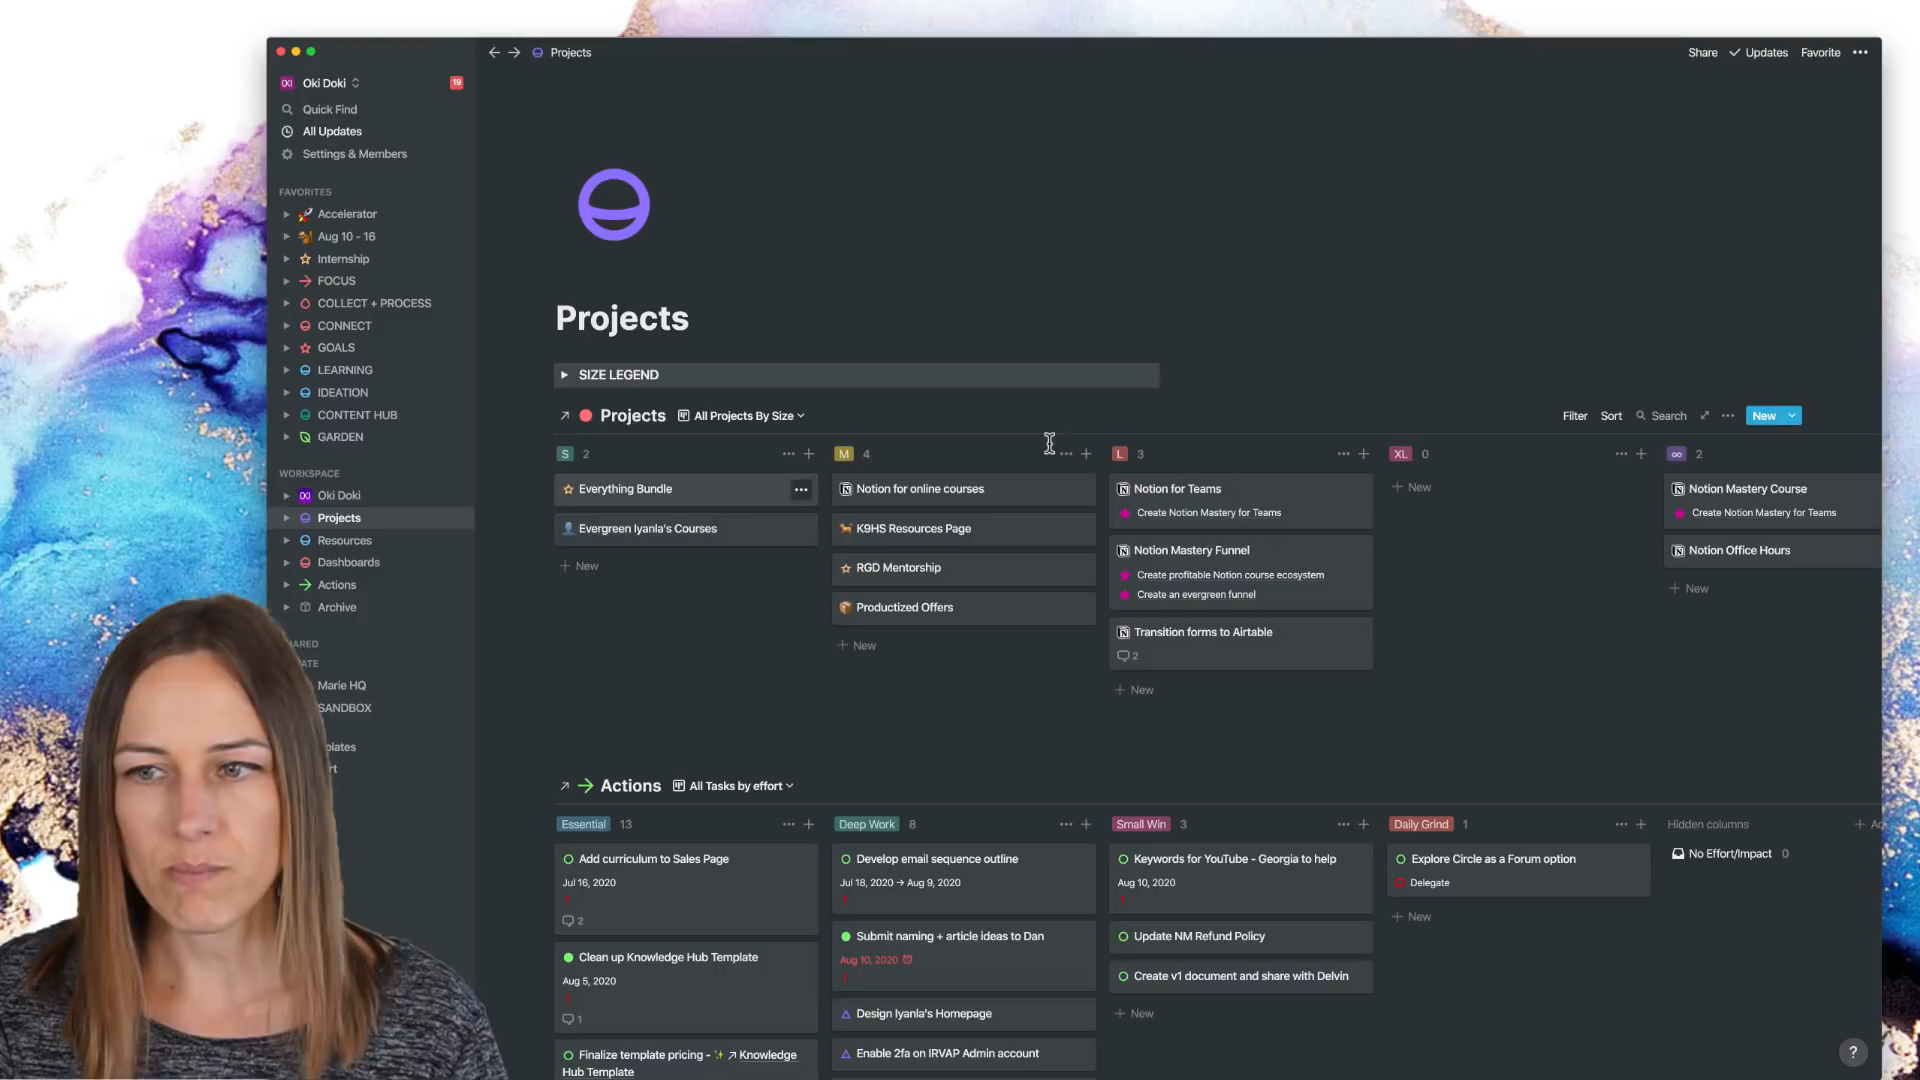 Projects
Share
Updates
Favorite
OKI Oki Doki
19
Quick Find
All Updates
Settings & Members
FAVORITES
Accelerator
Aug 10 - 16
Internship
FOCUS
COLLECT + PROCESS
CONNECT
GOALS
LEARNING
IDEATION
CONTENT HUB
GARDEN
WORKSPACE
OKI Oki Doki
Projects
Resources
Dashboards
Actions
Archive
Marie HQ
SANDBOX
Projects
SIZE LEGEND
Projects
All Projects By Size
Filter
Sort
Search
New
S 2
Everything Bundle
Evergreen Iyanla's Courses
+ New
M 4
Notion for online courses
K9HS Resources Page
RGD Mentorship
Productized Offers
+ New
L 3
Notion for Teams
Create Notion Mastery for Teams
Notion Mastery Funnel
Create profitable Notion course ecosystem
Create an evergreen funnel
Transition forms to Airtable
2
+ New
XL 0
+ New
∞ 2
Notion Mastery Course
Create Notion Mastery for Teams
Notion Office Hours
+ New
Actions
All Tasks by effort
Essential 13
Add curriculum to Sales Page
Jul 16, 2020
2
Clean up Knowledge Hub Template
Aug 5, 2020
1
Finalize template pricing - ✨ ↗ Knowledge
Hub Template
Deep Work 8
Develop email sequence outline
Jul 18, 2020 → Aug 9, 2020
Submit naming + article ideas to Dan
Aug 10, 2020
Design Iyanla's Homepage
Enable 2fa on IRVAP Admin account
Small Win 3
Keywords for YouTube - Georgia to help
Aug 10, 2020
Update NM Refund Policy
Create v1 document and share with Delvin
+ New
Daily Grind 1
Explore Circle as a Forum option
Delegate
+ New
Hidden columns
No Effort/Impact 0
?